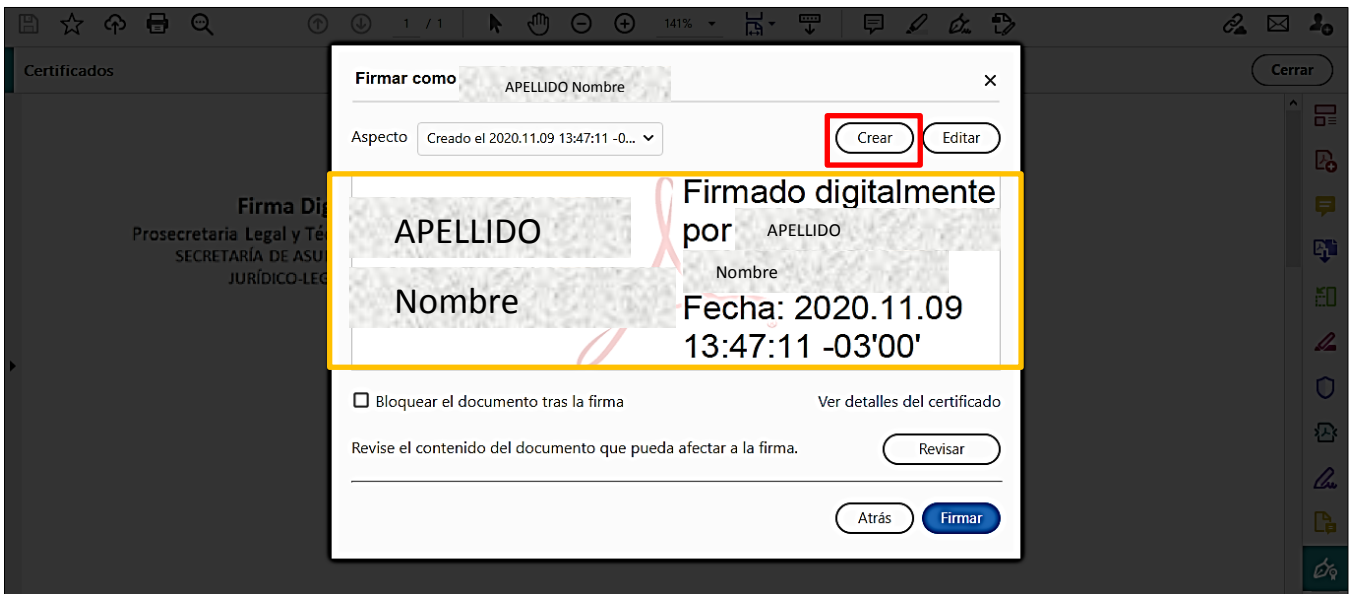 1 / 1
141%
Certificados
Cerrar
Firmar como APELLIDO Nombre
Aspecto Creado el 2020.11.09 13:47:11 -0...
Crear
Editar
Firma Dig
Prosecretaria Legal y Té
SECRETARÍA DE ASU
JURÍDICO-LEG
APELLIDO
Nombre
Firmado digitalmente
por APELLIDO
Nombre
Fecha: 2020.11.09
13:47:11 -03'00'
Bloquear el documento tras la firma
Ver detalles del certificado
Revise el contenido del documento que pueda afectar a la firma.
Revisar
Atrás
Firmar